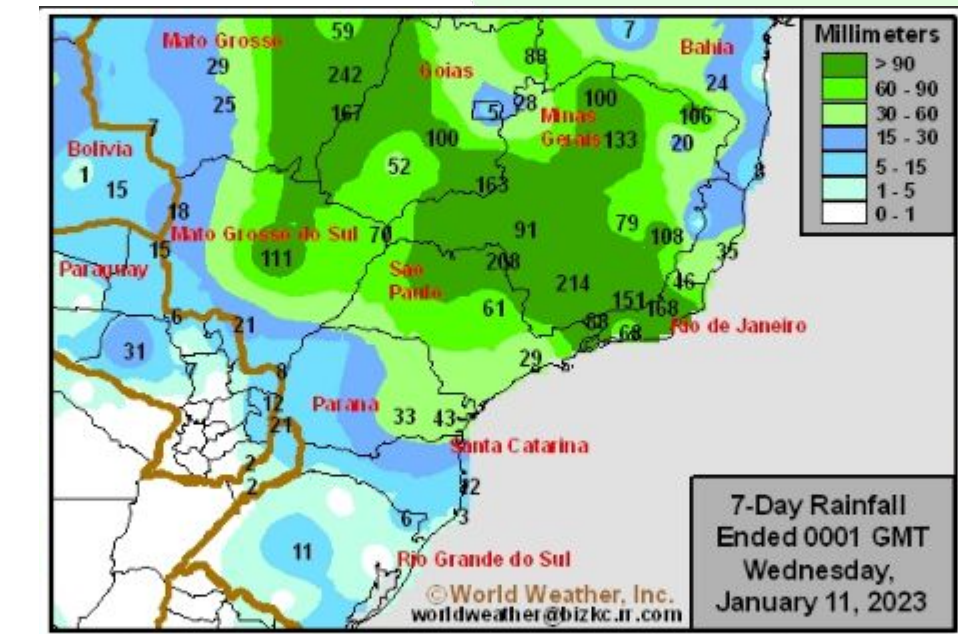 59
7
Mato Grosso
Bahia
88
29
242
Goias
24
25
167
28
100
5
Minas
106
7
100
Gerais
133
20
Bolivia
52
1
15
163
8
18
79
Mato Grosso do Sul
70
91
108
15
35
111
208
Paraguay
Sao
Paulo
214
46
61
151
168
6
21
88
68
Rio de Janeiro
31
29
7
8
12
Parana
33
43
21
Santa Catarina
2
2
12
6
3
11
Rio Grande do Sul
©World Weather, Inc.
worldweather@bizkc.rr.com
Millimeters
> 90
60 - 90
30 - 60
15 - 30
5 - 15
1 - 5
0 - 1
7-Day Rainfall
Ended 0001 GMT
Wednesday,
January 11, 2023